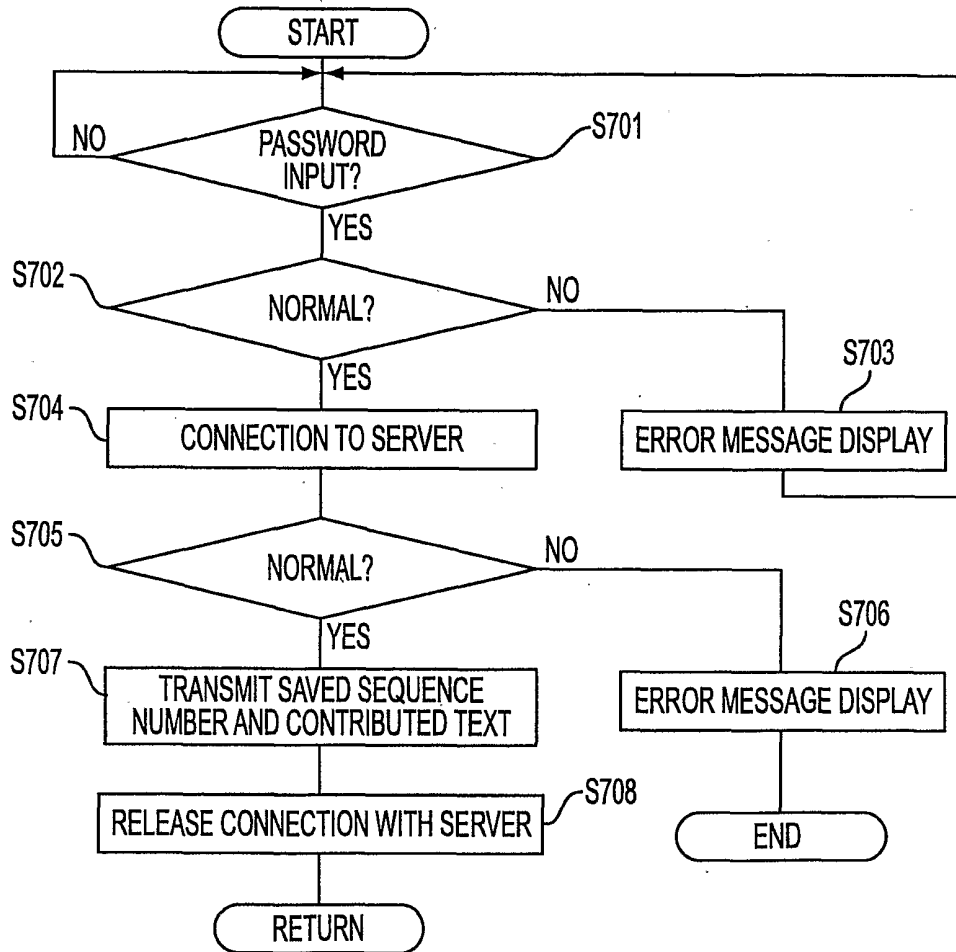 START
NO
PASSWORD
INPUT?
S701
YES
S702
NORMAL?
NO
YES
S703
S704
CONNECTION TO SERVER
ERROR MESSAGE DISPLAY
S705
NORMAL?
NO
YES
S706
S707
TRANSMIT SAVED SEQUENCE
NUMBER AND CONTRIBUTED TEXT
ERROR MESSAGE DISPLAY
S708
RELEASE CONNECTION WITH SERVER
END
RETURN